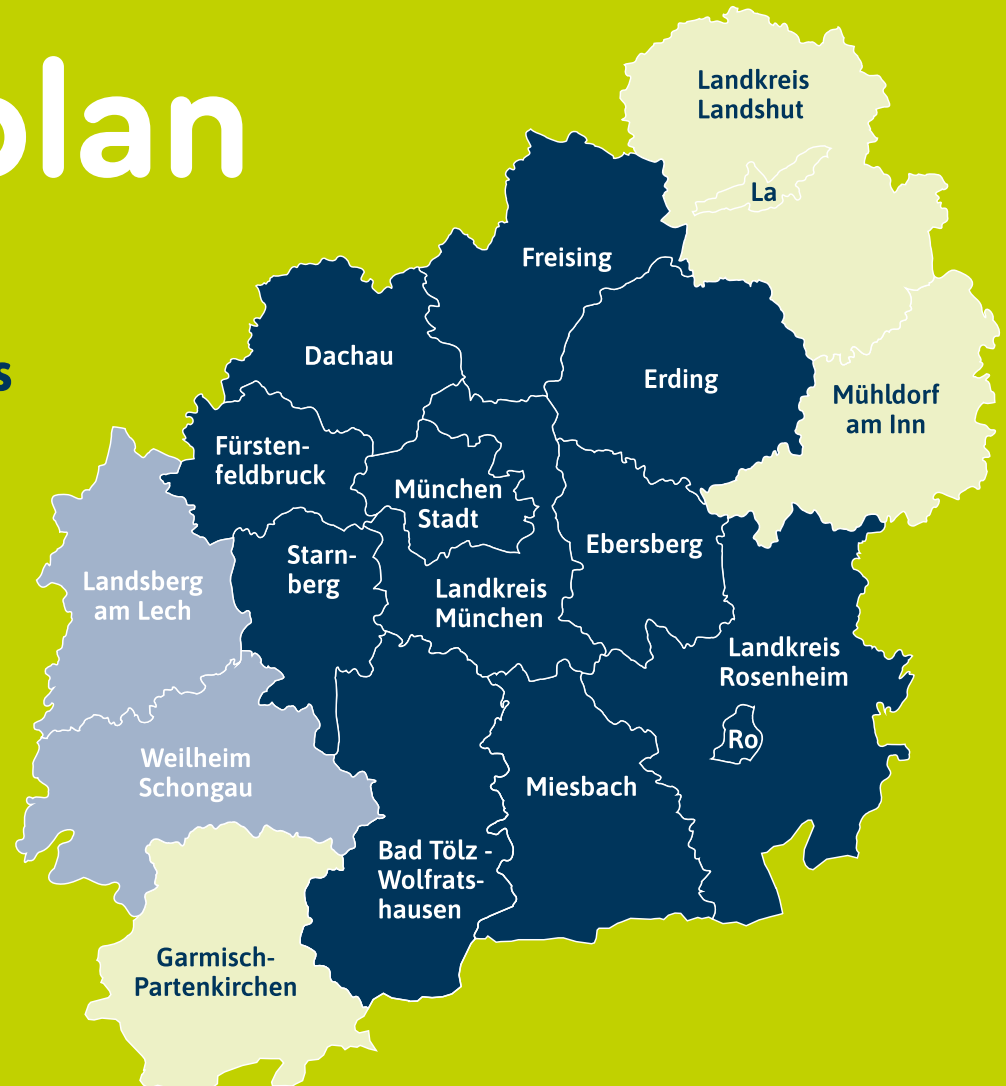 plan
s
Landkreis
Landshut
La
Freising
Dachau
Erding
Mühldorf
am Inn
Fürsten-
feldbruck
München
Stadt
Starn-
berg
Ebersberg
Landsberg
am Lech
Landkreis
München
Landkreis
Rosenheim
Ro
Weilheim
Schongau
Miesbach
Bad Tölz -
Wolfrats-
hausen
Garmisch-
Partenkirchen